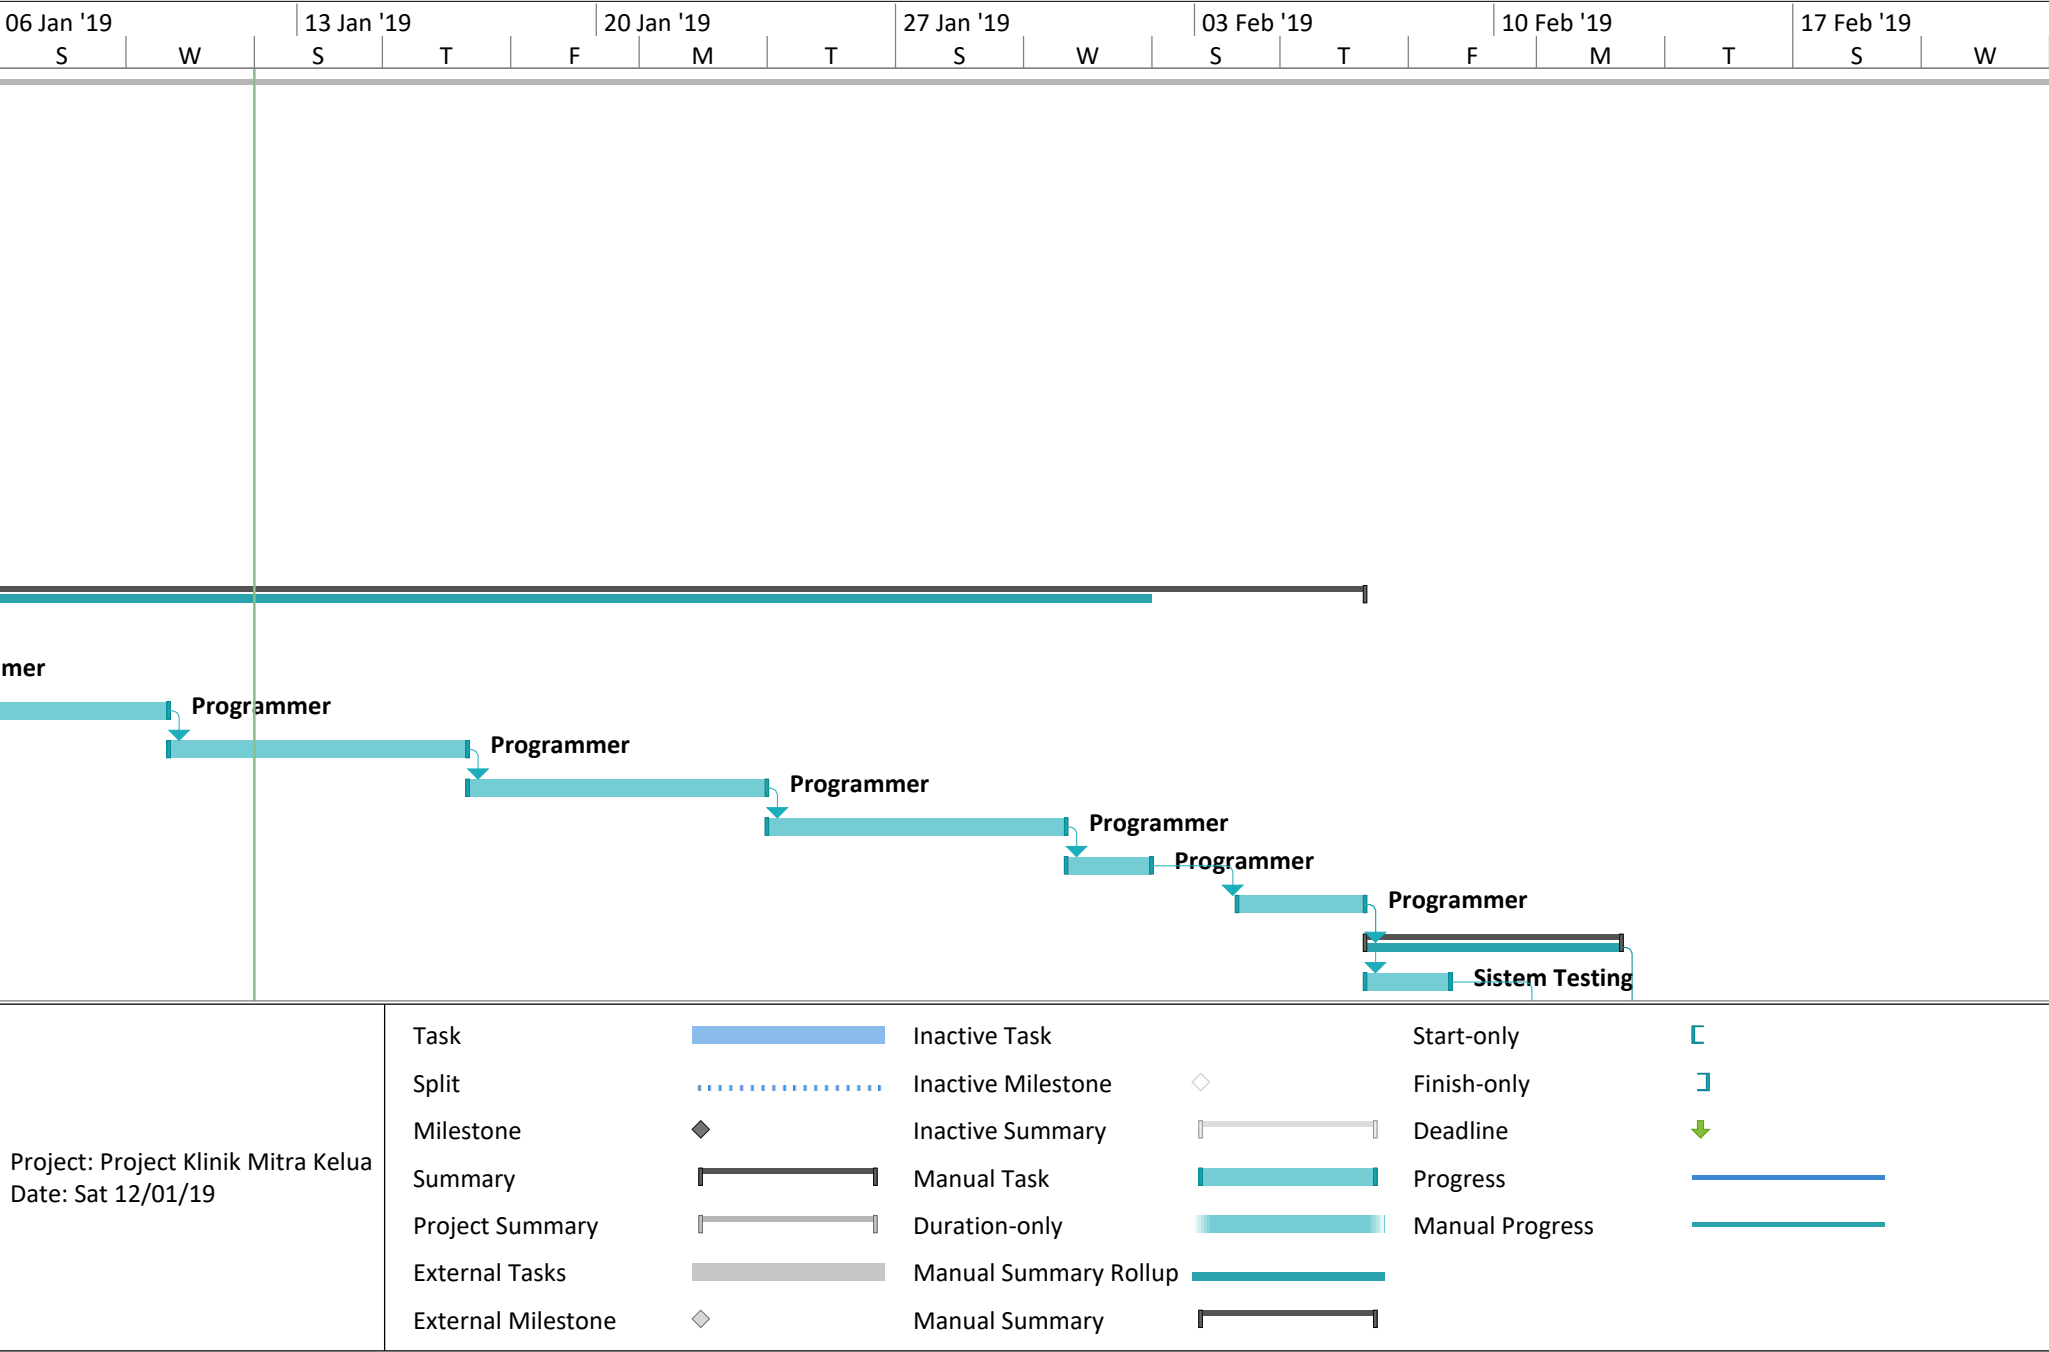 06 Jan '19 13 Jan '19 20 Jan '19 27 Jan '19 03 Feb '19 10 Feb '19 17 Feb '19
S W S T F M T S W S T F M T S W
mer
Programmer
Programmer
Programmer
Programmer
Programmer
Programmer
Sistem Testing
Project: Project Klinik Mitra Kelua
Date: Sat 12/01/19
Task
Split
Milestone
Summary
Project Summary
External Tasks
External Milestone
Inactive Task
Inactive Milestone
Inactive Summary
Manual Task
Duration-only
Manual Summary Rollup
Manual Summary
Start-only
Finish-only
Deadline
Progress
Manual Progress